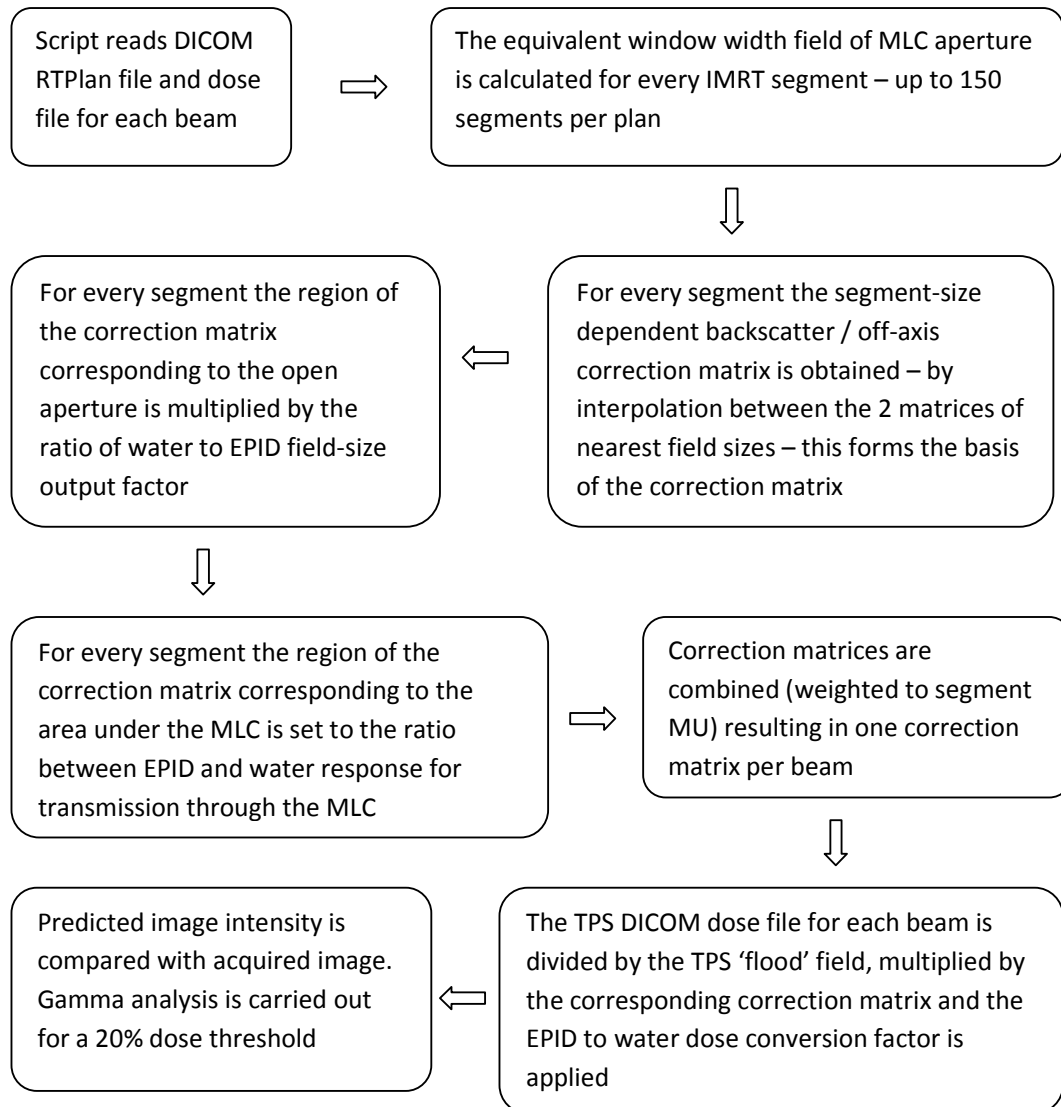 Script reads DICOM
RTPlan file and dose
file for each beam
The equivalent window width field of MLC aperture
is calculated for every IMRT segment – up to 150
segments per plan
For every segment the segment-size
dependent backscatter / off-axis
correction matrix is obtained – by
interpolation between the 2 matrices of
nearest field sizes – this forms the basis
of the correction matrix
For every segment the region of
the correction matrix
corresponding to the open
aperture is multiplied by the
ratio of water to EPID field-size
output factor
For every segment the region of the
correction matrix corresponding to the
area under the MLC is set to the ratio
between EPID and water response for
transmission through the MLC
Correction matrices are
combined (weighted to segment
MU) resulting in one correction
matrix per beam
The TPS DICOM dose file for each beam is
divided by the TPS ‘flood’ field, multiplied by
the corresponding correction matrix and the
EPID to water dose conversion factor is
applied
Predicted image intensity is
compared with acquired image.
Gamma analysis is carried out
for a 20% dose threshold